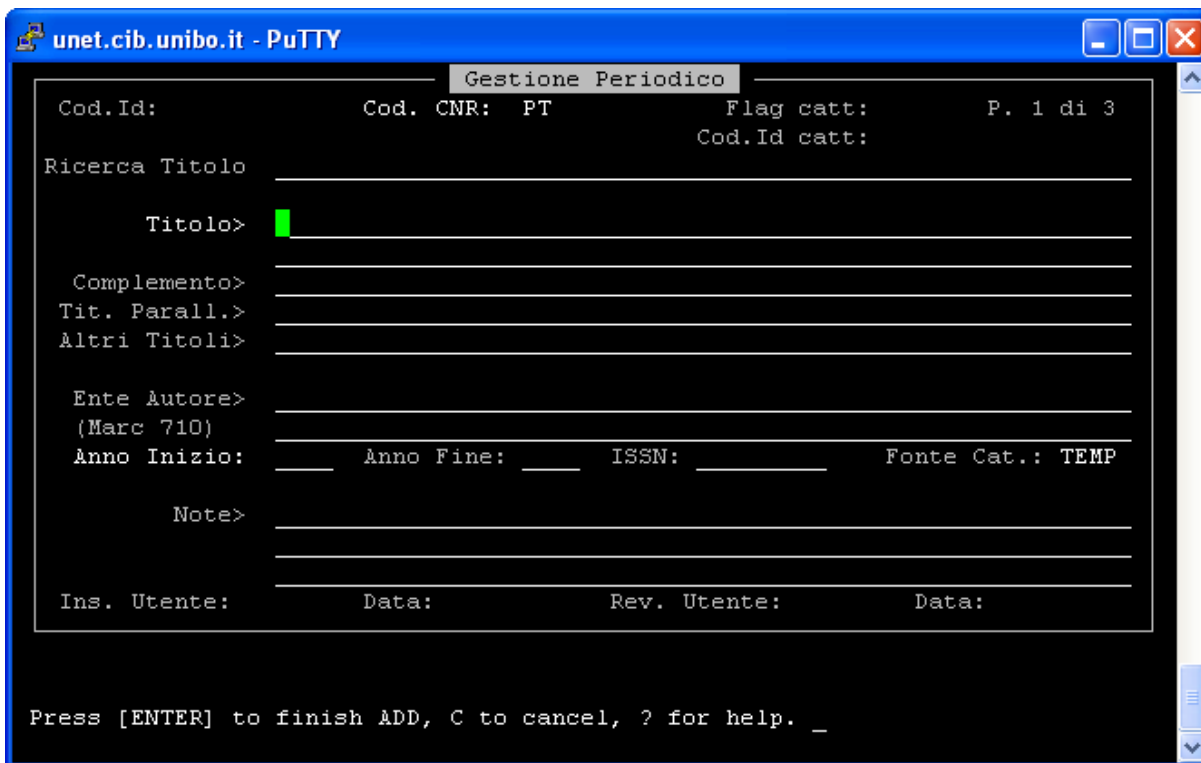 unet.cib.unibo.it - PuTTY
Gestione Periodico
Cod.Id: Cod. CNR: PT Flag catt: P. 1 di 3
Cod.Id catt:
Ricerca Titolo
Titolo>
Complemento>
Tit. Parall.>
Altri Titoli>
Ente Autore>
(Marc 710)
Anno Inizio: Anno Fine: ISSN: Fonte Cat.: TEMP
Note>
Ins. Utente: Data: Rev. Utente: Data:
Press [ENTER] to finish ADD, C to cancel, ? for help. _